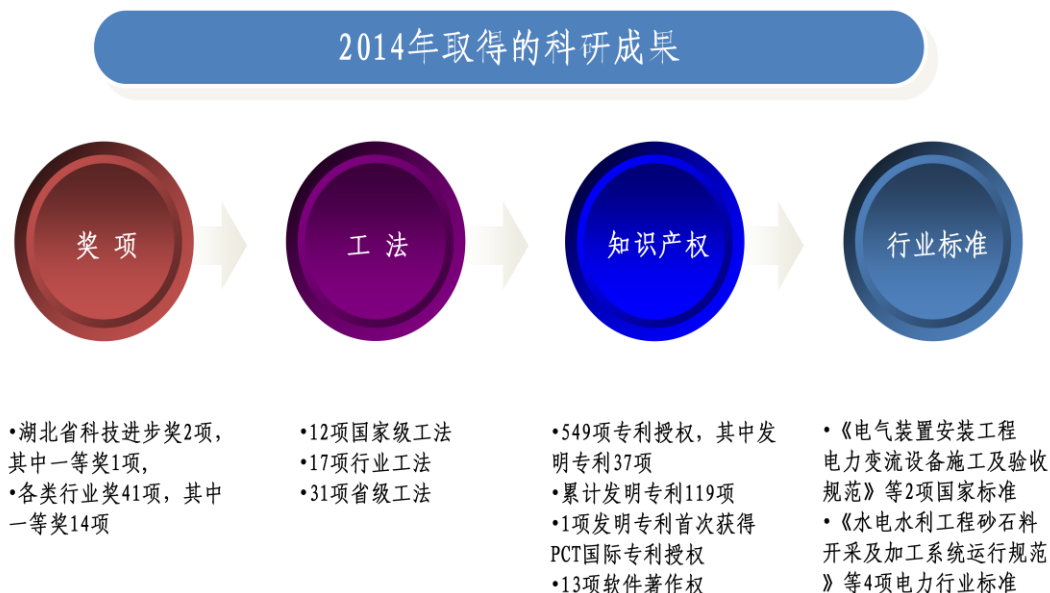 2014年取得的科研成果
奖 项
工 法
知识产权
行业标准
•湖北省科技进步奖2项，
其中一等奖1项,
•各类行业奖41项，其中
一等奖14项
•12项国家级工法
•17项行业工法
•31项省级工法
•549项专利授权，其中发
明专利37项
•累计发明专利119项
•1项发明专利首次获得
PCT国际专利授权
•13项软件著作权
•《电气装置安装工程
电力变流设备施工及验收
规范》等2项国家标准
•《水电水利工程砂石料
开采及加工系统运行规范
》等4项电力行业标准